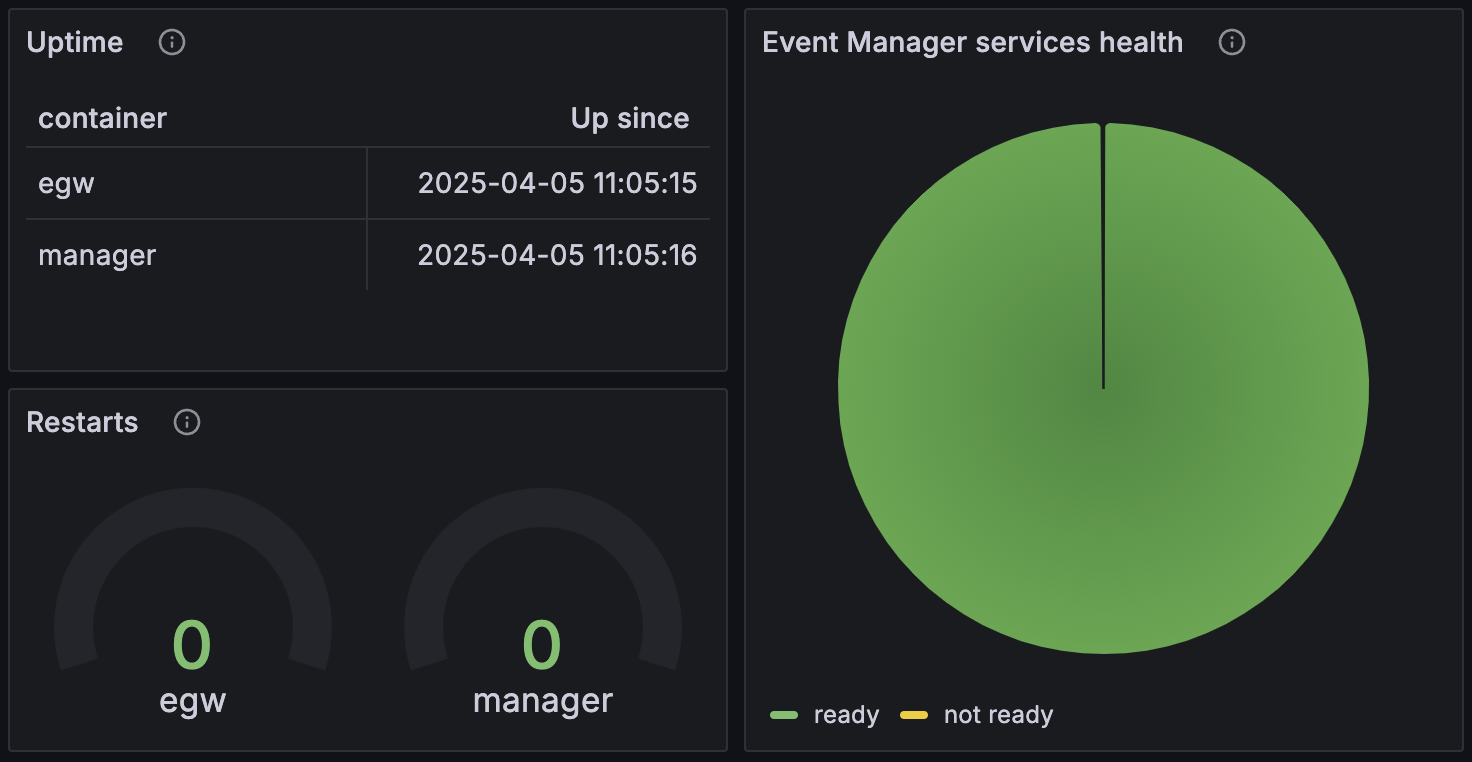 Uptime
container Up since
egw 2025-04-05 11:05:15
manager 2025-04-05 11:05:16
Restarts
0 0
egw manager
Event Manager services health
ready not ready